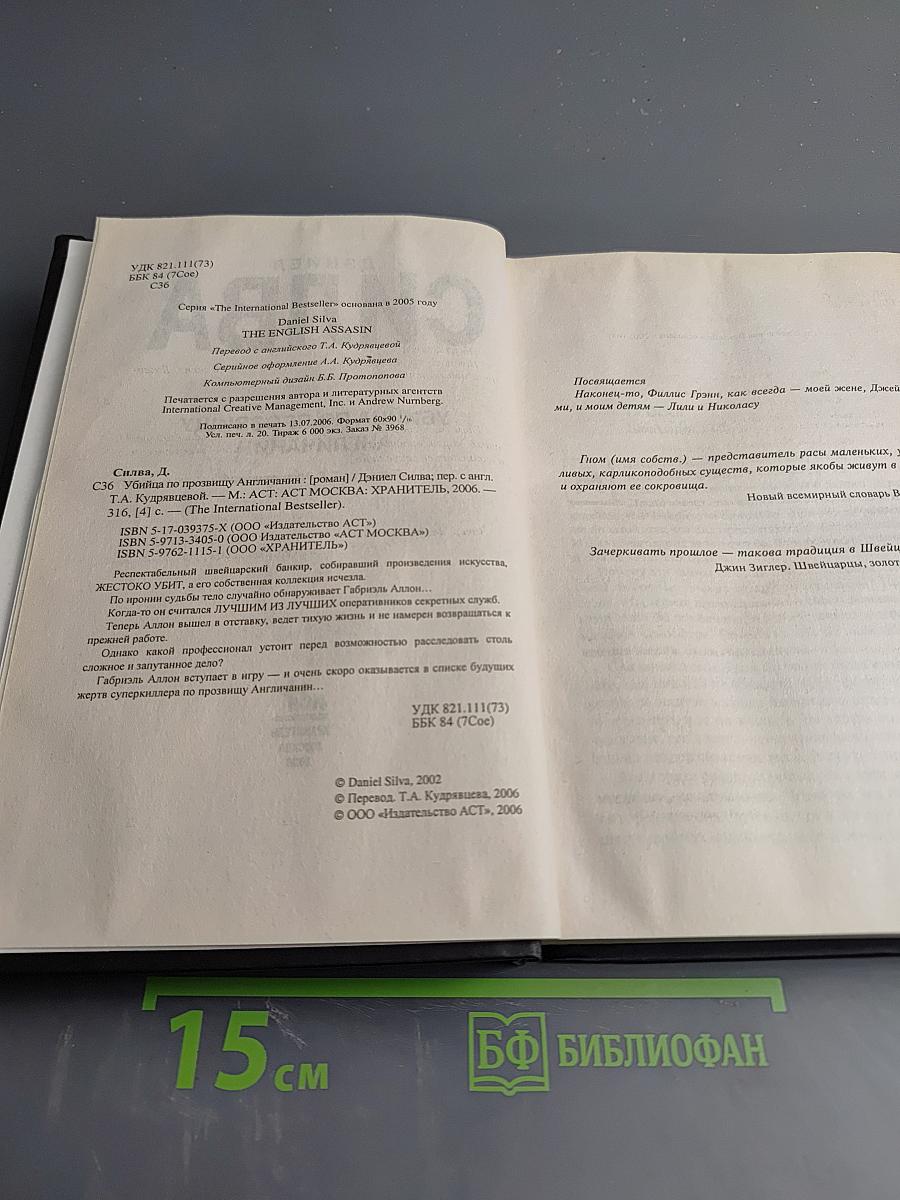 УДК 821.111(73)
ББК 84 (7Сое)
С36
Серия «The International Bestseller» основана в 2005 году
Daniel Silva
THE ENGLISH ASSASIN
Перевод с английского Т.А. Кудрявцевой
Серийное оформление А.А. Кудрявцева
Компьютерный дизайн Б.Б. Протопопова
Печатается с разрешения автора и литературных агентств
International Creative Management, Inc. и Andrew Nurnberg.
Подписано в печать 13.07.2006. Формат 60x90 1/16
Усл. печ. л. 20. Тираж 6 000 экз. Заказ № 3968
Силва, Д.
С36 Убийца по прозвищу Англичанин : [роман] / Дэниел Силва; пер. с англ.
Т.А. Кудрявцевой. — М.: АСТ: АСТ МОСКВА: ХРАНИТЕЛЬ, 2006. —
316, [4] с. — (The International Bestseller).
ISBN 5-17-039375-X (ООО «Издательство АСТ»)
ISBN 5-9713-3405-0 (ООО Издательство «АСТ МОСКВА»)
ISBN 5-9762-1115-1 (ООО «ХРАНИТЕЛЬ»)
Респектабельный швейцарский банкир, собиравший произведения искусства,
ЖЕСТОКО УБИТ, а его собственная коллекция исчезла.
По иронии судьбы тело случайно обнаруживает Габриэль Аллон…
Когда-то он считался ЛУЧШИМ ИЗ ЛУЧШИХ оперативников секретных служб.
Теперь Аллон вышел в отставку, ведет тихую жизнь и не намерен возвращаться к
прежней работе.
Однако какой профессионал устоит перед возможностью расследовать столь
сложное и запутанное дело?
Габриэль Аллон вступает в игру — и очень скоро оказывается в списке будущих
жертв суперкиллера по прозвищу Англичанин…
УДК 821.111(73)
ББК 84 (7Сое)
© Daniel Silva, 2002
© Перевод. Т.А. Кудрявцева, 2006
© ООО «Издательство АСТ», 2006
Посвящается
Наконец-то, Филлис Грэнн, как всегда — моей жене, Джей
ми, и моим детям — Лили и Николасу
Гном (имя собств.) — представитель расы маленьких, у
ливых, карликоподобных существ, которые якобы живут в
и охраняют ее сокровища.
Новый всемирный словарь В
Зачеркивать прошлое — такова традиция в Швейц
Джин Зиглер. Швейцарцы, золот
15 см
БФ БИБЛИОФАН